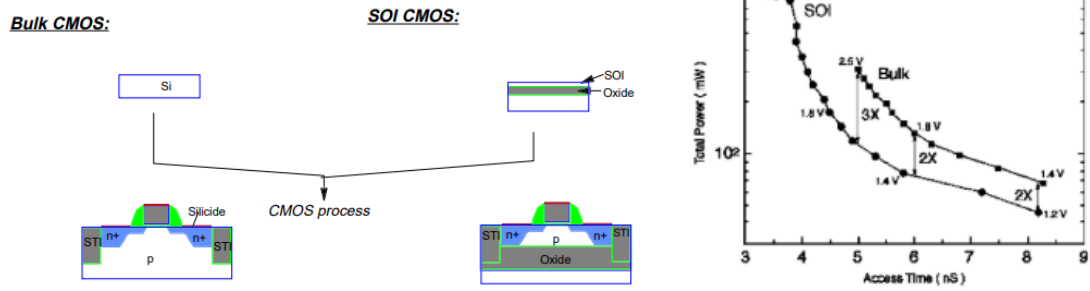 Bulk CMOS:
SOI CMOS:
Si
SOI
Oxide
CMOS process
STI
n+
n+
STI
p
Silicide
STI
n+
p
n+
STI
Oxide
SOI
2.5 V
Bulk
3X
1.8 V
1.8 V
2X
1.4 V
1.4 V
2X
1.2 V
10²
Total Power ( mW )
3
4
5
6
7
8
9
Access Time ( nS )